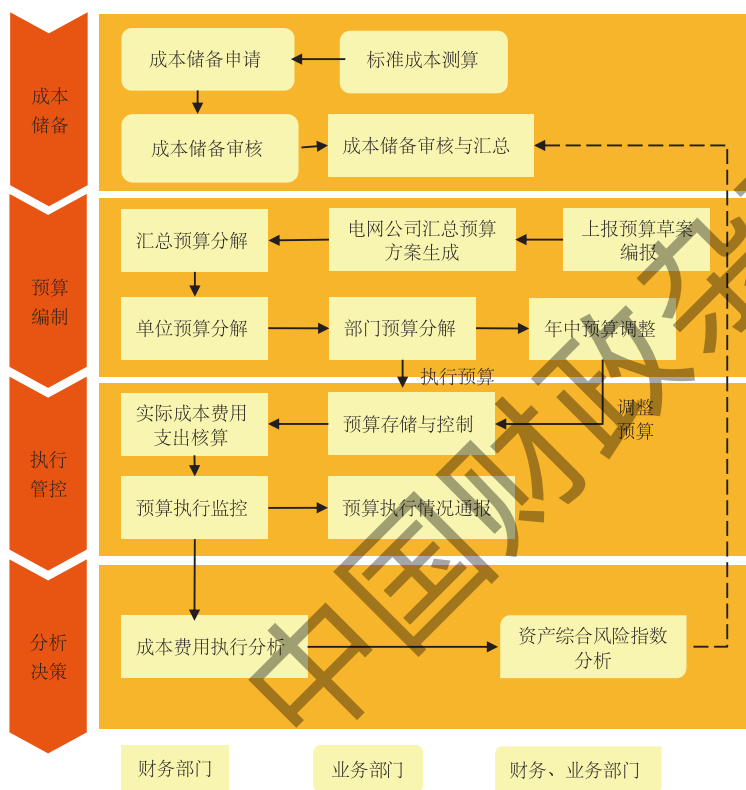 成本
储备
成本储备申请
标准成本测算
成本储备审核
成本储备审核与汇总
预算
编制
汇总预算分解
电网公司汇总预算
方案生成
上报预算草案
编报
单位预算分解
部门预算分解
年中预算调整
执行预算
调整
预算
执行
管控
实际成本费用
支出核算
预算存储与控制
预算执行监控
预算执行情况通报
分析
决策
成本费用执行分析
资产综合风险指数
分析
财务部门
业务部门
财务、业务部门
中国财政杂